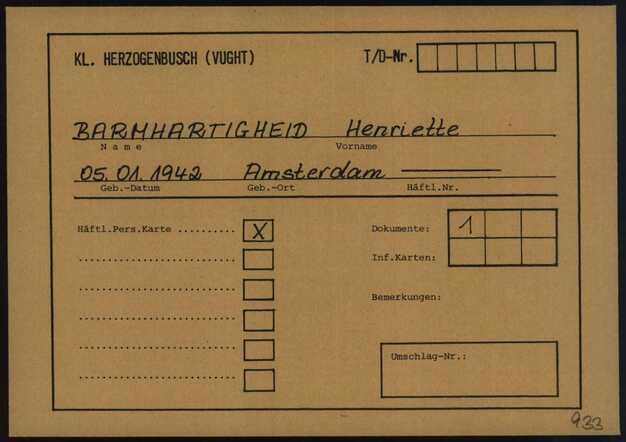 KL. HERZOGENBUSCH (VUGHT) T/D-Nr.
BARMHARTIGHEID Henriette
Name Vorname
05.01.1942 Amsterdam
Geb.-Datum Geb.-Ort Häftl.Nr.
Häftl.Pers.Karte .......... X Dokumente: 1
Inf.Karten:
Bemerkungen:
Umschlag-Nr.:
933